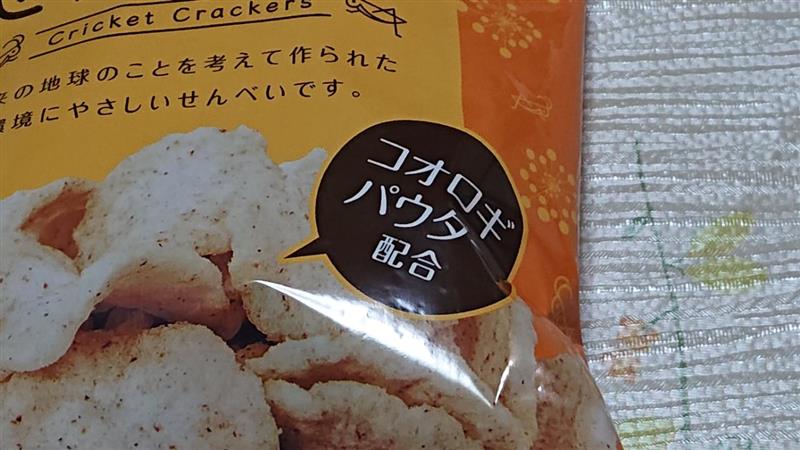 Cricket Crackers
の地球のことを考えて作られた
境にやさしいせんべいです。
コオロギ
パウダー
配合